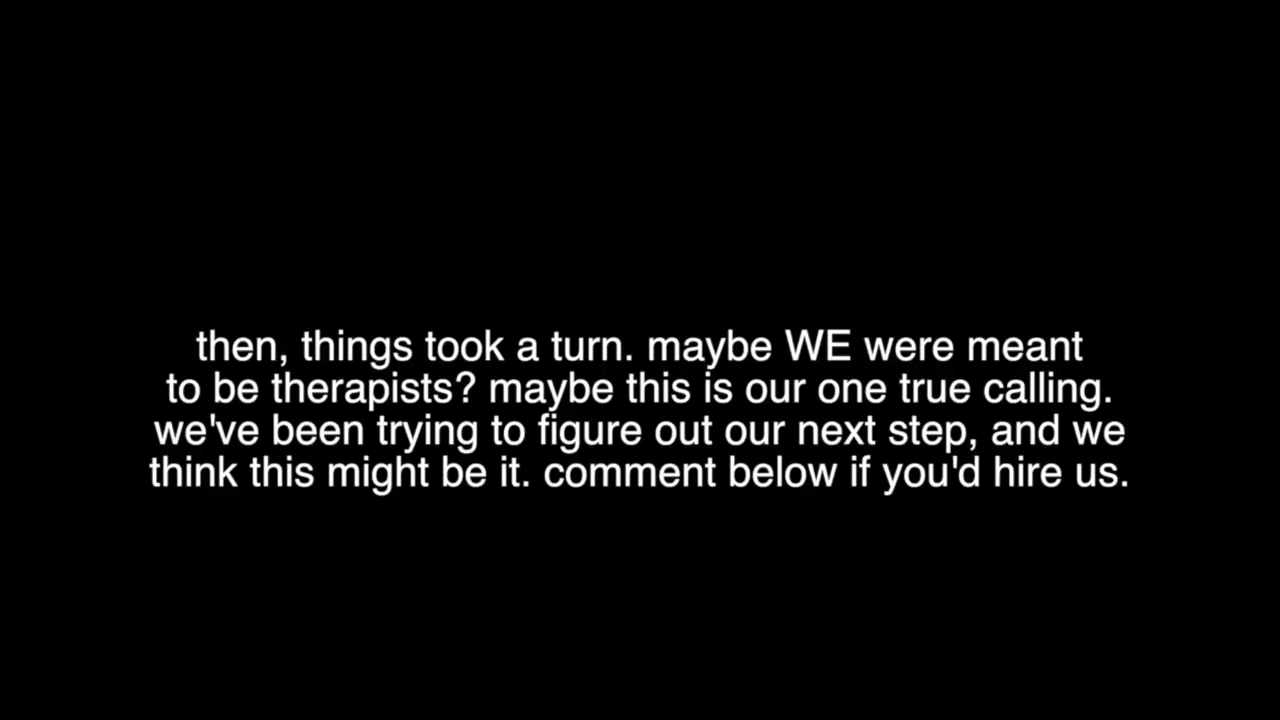 then, things took a turn. maybe WE were meant
to be therapists? maybe this is our one true calling.
we've been trying to figure out our next step, and we
think this might be it. comment below if you'd hire us.